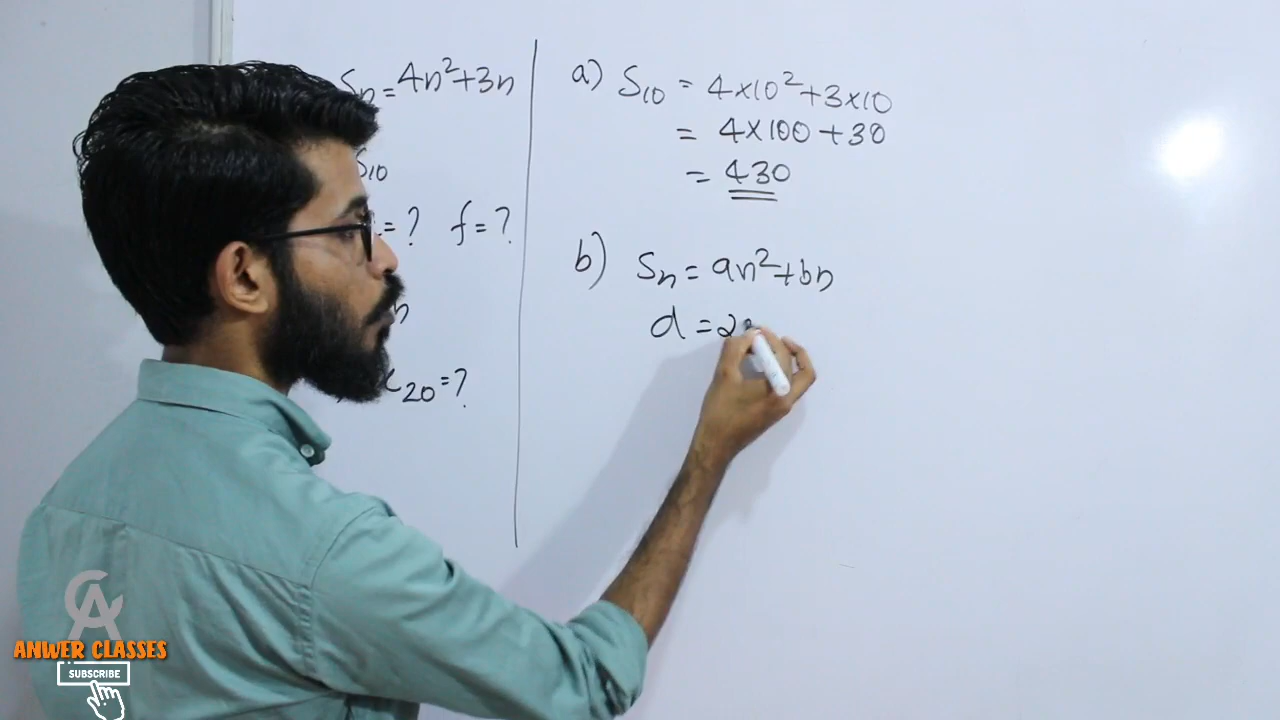 Sn = 4n²+3n
S10
= ? f = ?
n
20 = ?
a) S10 = 4×10²+3×10
= 4×100+30
= 430
b) Sn = an²+bn
d = 2a
ANWER CLASSES
SUBSCRIBE